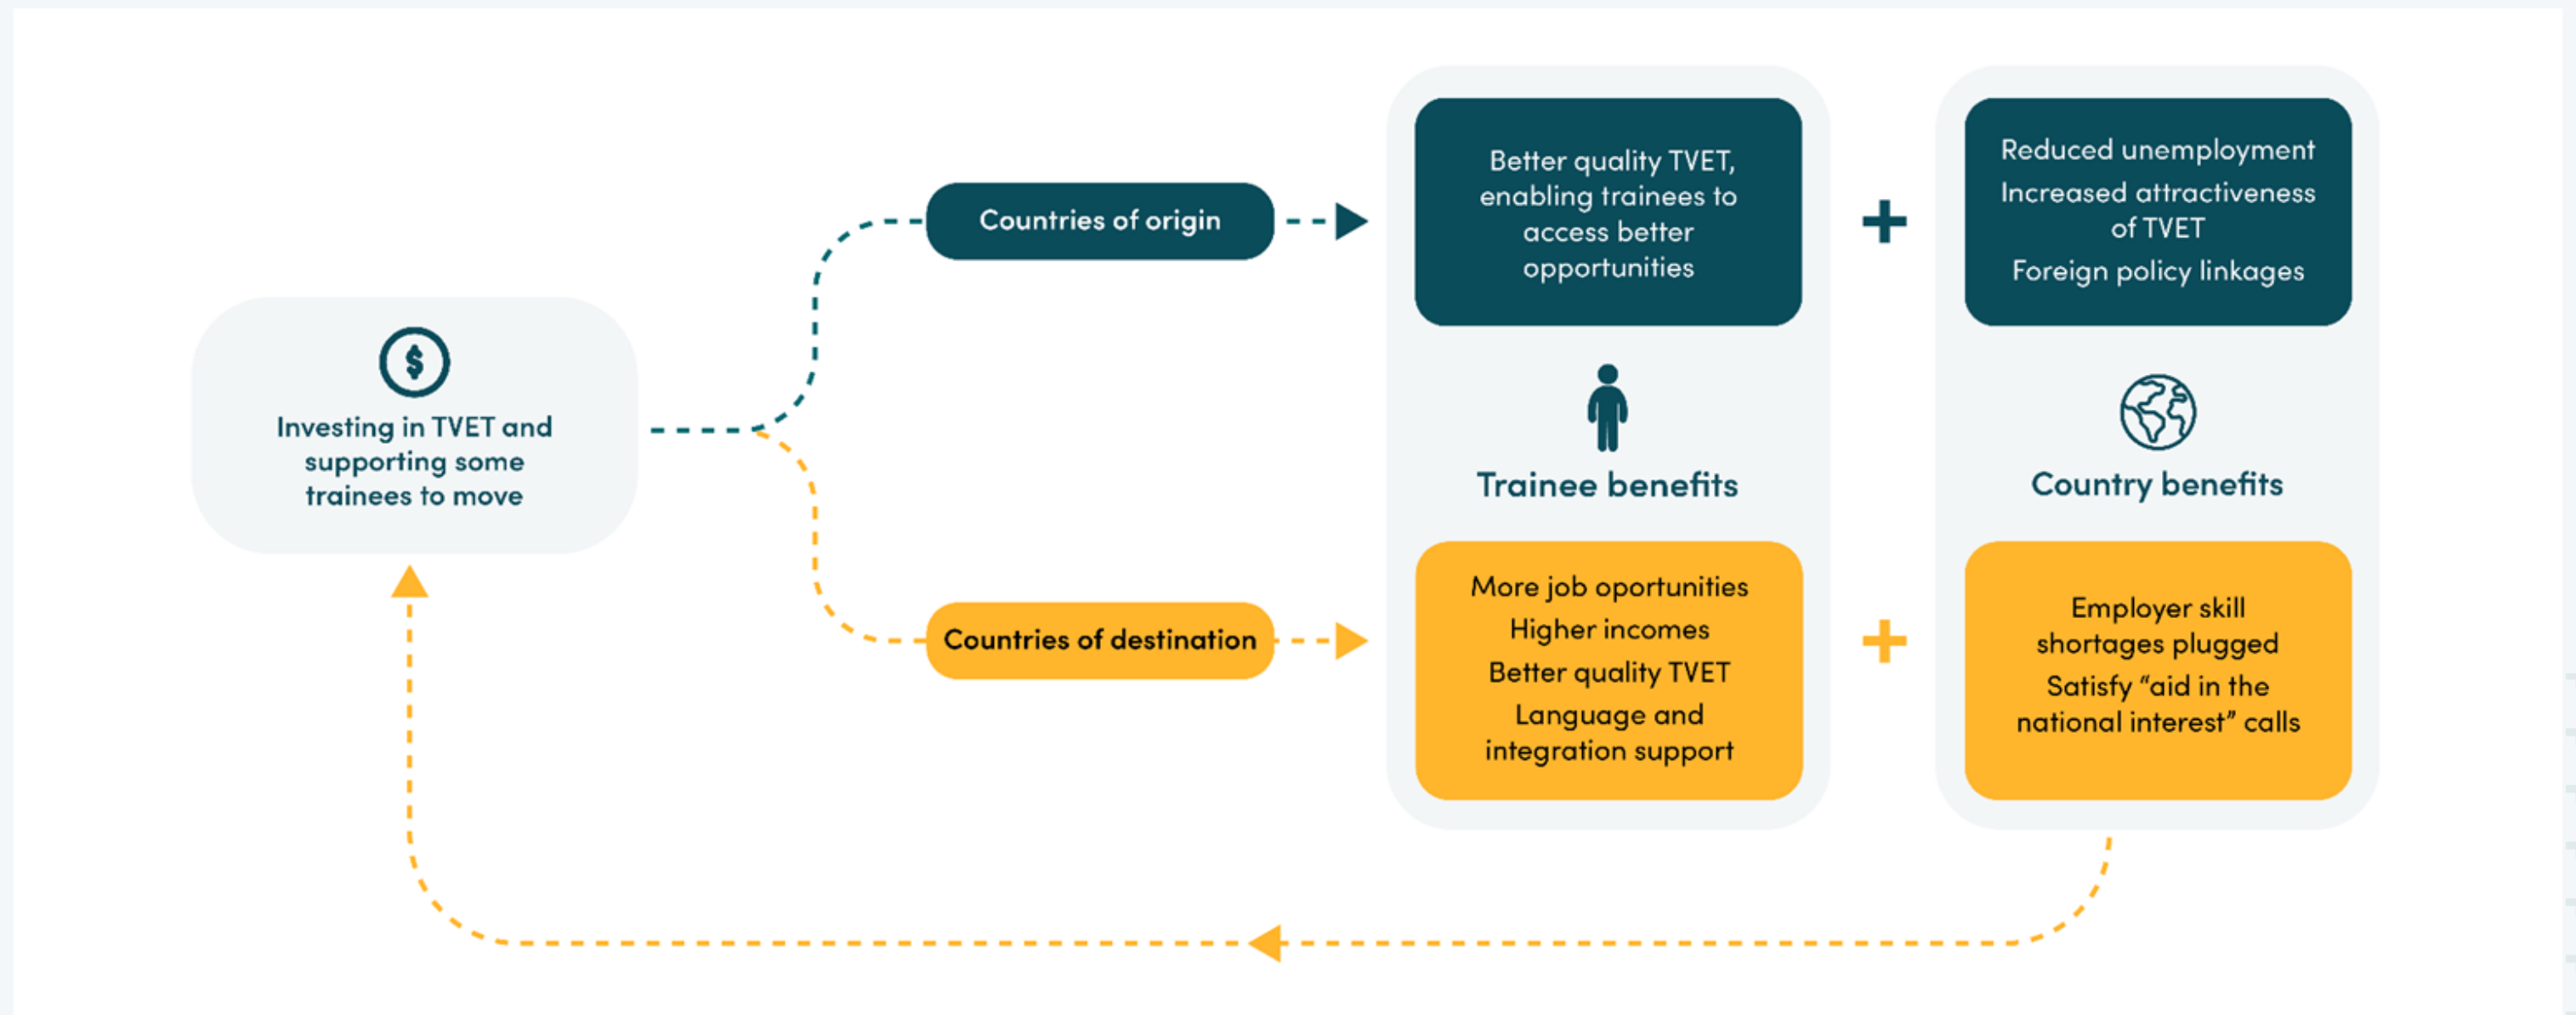 Investing in TVET and
supporting some
trainees to move
Countries of origin
Better quality TVET,
enabling trainees to
access better
opportunities
Reduced unemployment
Increased attractiveness
of TVET
Foreign policy linkages
Trainee benefits
Country benefits
Countries of destination
More job oportunities
Higher incomes
Better quality TVET
Language and
integration support
Employer skill
shortages plugged
Satisfy “aid in the
national interest” calls